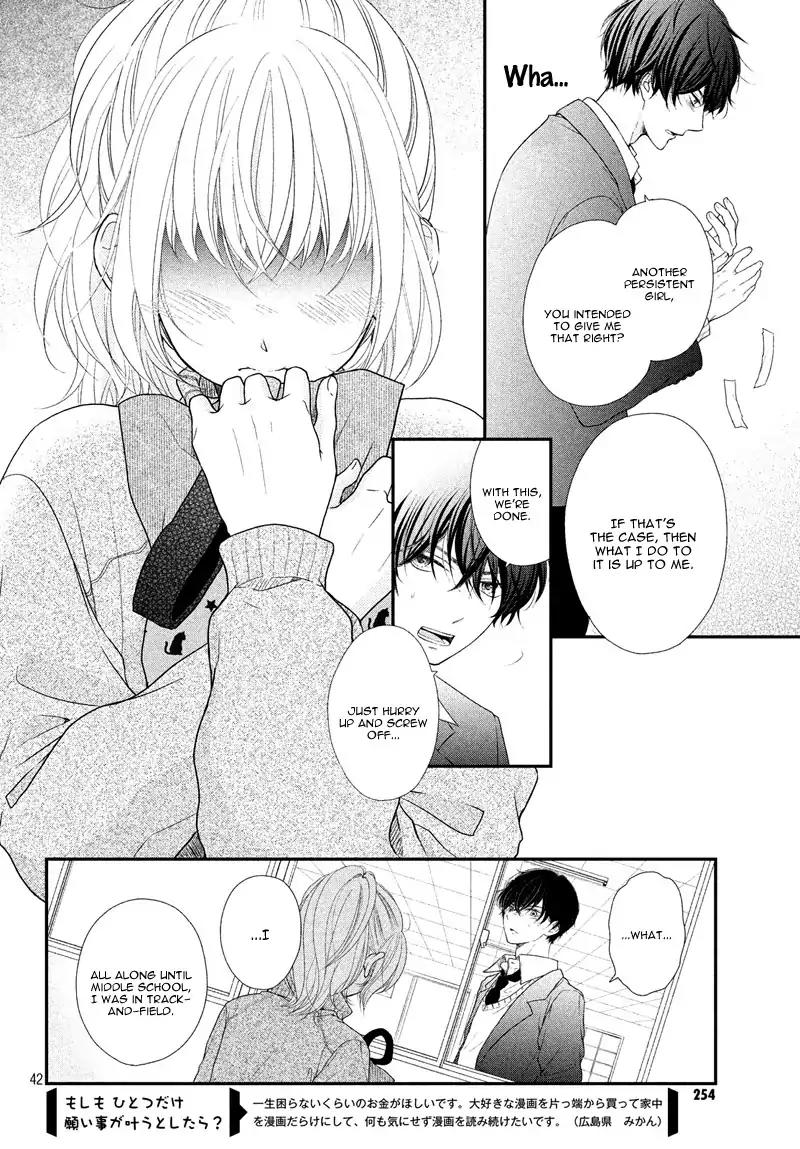 Wha...
ANOTHER
PERSISTENT
GIRL,
YOU INTENDED
TO GIVE ME
THAT RIGHT?
IF THAT'S
THE CASE, THEN
WHAT I DO TO
IT IS UP TO ME.
WITH THIS,
WE'RE
DONE.
JUST HURRY
UP AND SCREW
OFF...
...WHAT...
...I
ALL ALONG UNTIL
MIDDLE SCHOOL,
I WAS IN TRACK-
AND-FIELD.
42
254
もしも ひとつだけ
願い事が叶うとしたら?
一生困らないくらいのお金がほしいです。大好きな漫画を片っ端から買って家中
を漫画だらけにして、何も気にせず漫画を読み続けたいです。(広島県 みかん)